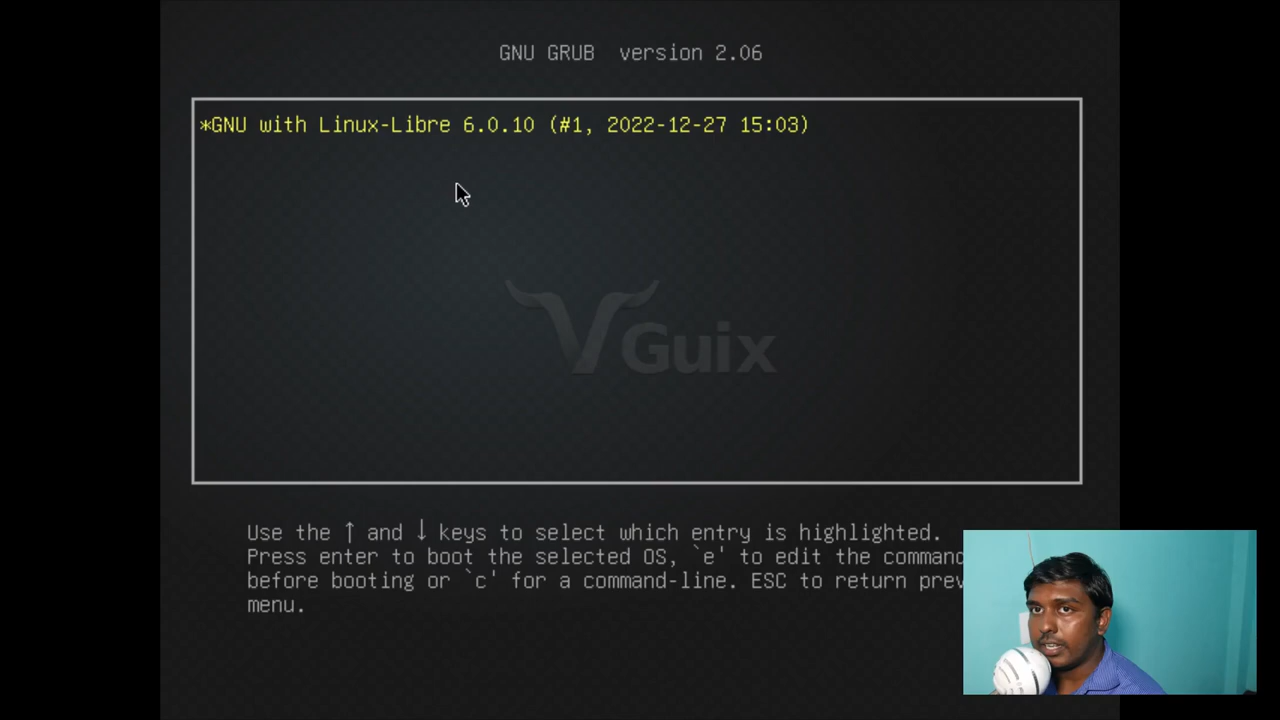 GNU GRUB version 2.06
*GNU with Linux-Libre 6.0.10 (#1, 2022-12-27 15:03)
Guix
Use the ↑ and ↓ keys to select which entry is highlighted.
Press enter to boot the selected OS, `e' to edit the command
before booting or `c' for a command-line. ESC to return
menu.